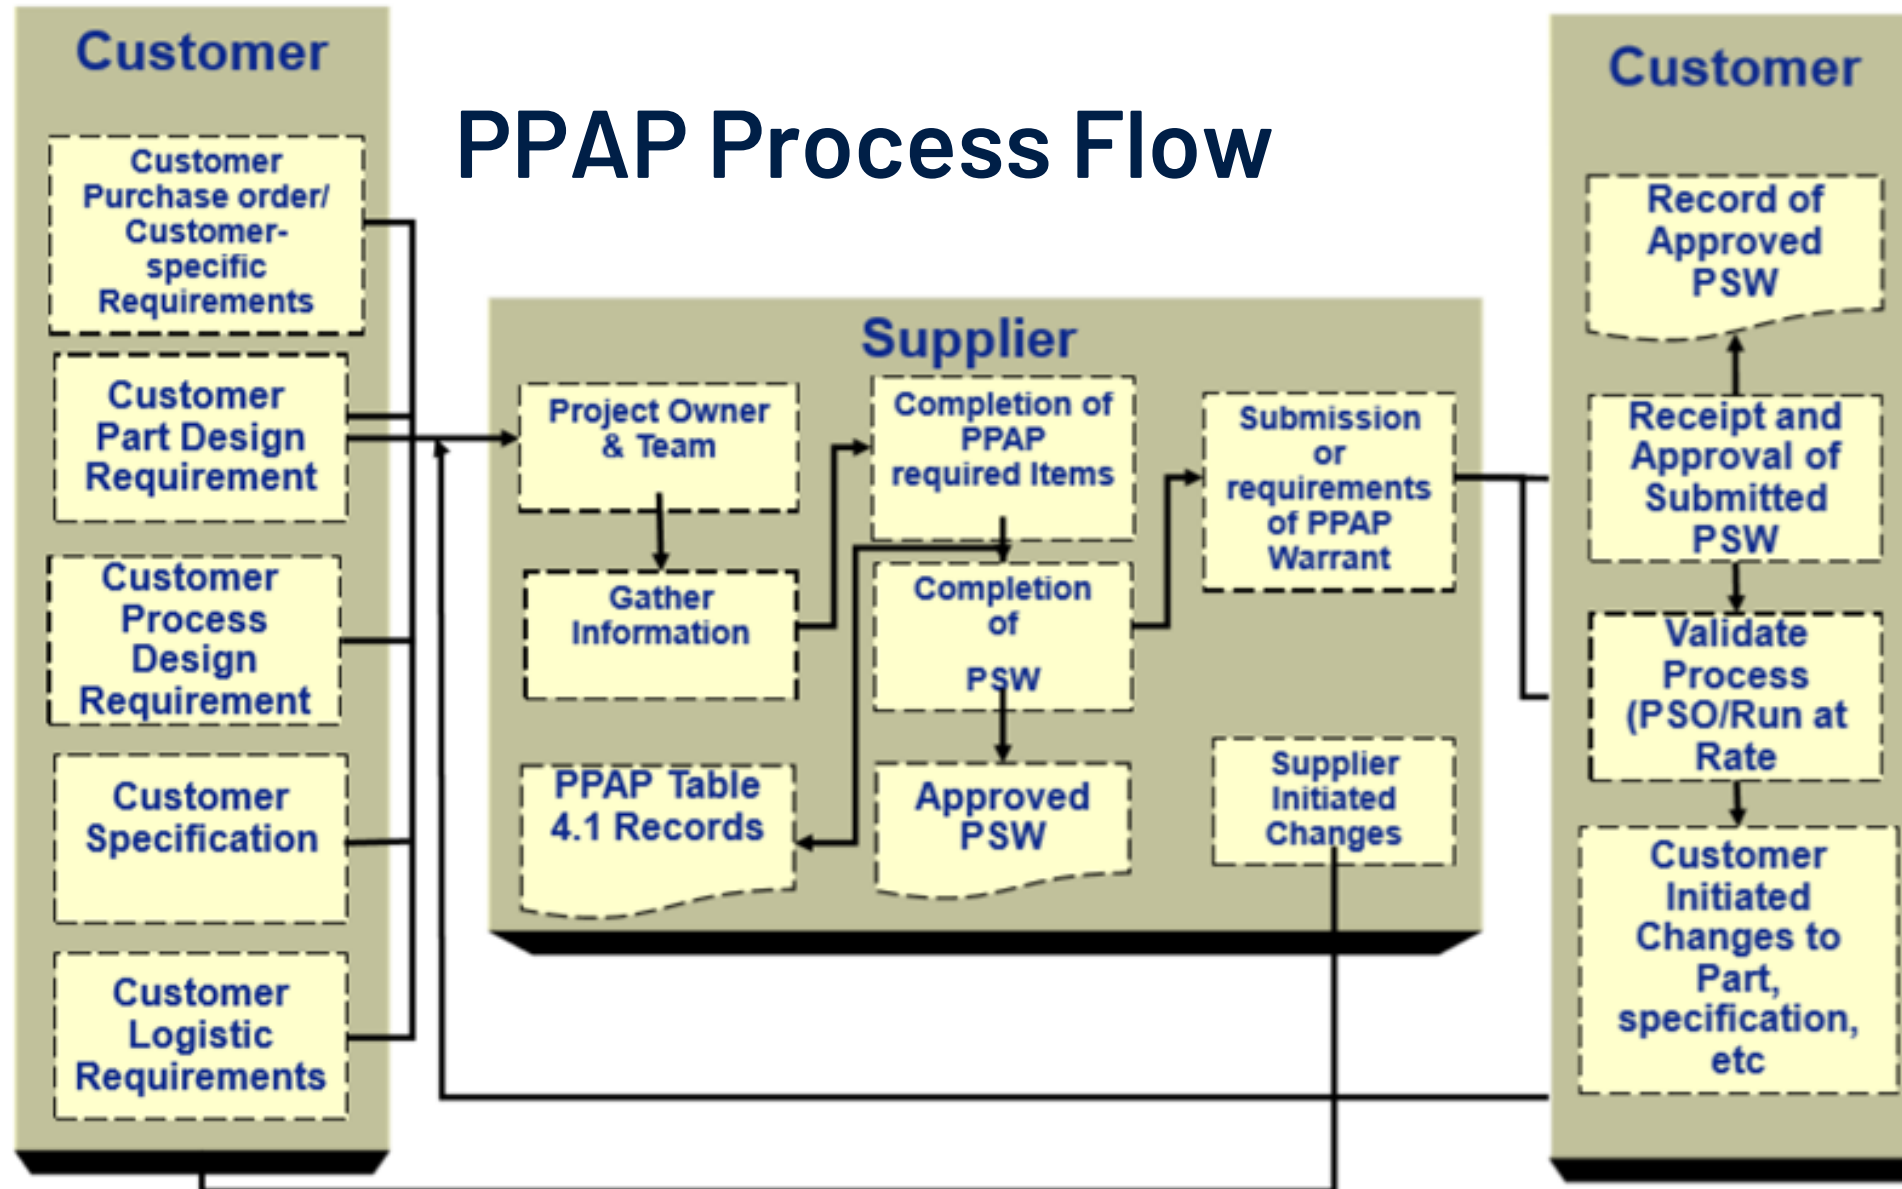 Customer
Customer
Purchase order/
Customer-
specific
Requirements
Customer
Part Design
Requirement
Customer
Process
Design
Requirement
Customer
Specification
Customer
Logistic
Requirements
PPAP Process Flow
Supplier
Project Owner
& Team
Gather
Information
PPAP Table
4.1 Records
Completion of
PPAP
required Items
Completion
of
PSW
Approved
PSW
Submission
or
requirements
of PPAP
Warrant
Supplier
Initiated
Changes
Customer
Record of
Approved
PSW
Receipt and
Approval of
Submitted
PSW
Validate
Process
(PSO/Run at
Rate
Customer
Initiated
Changes to
Part,
specification,
etc